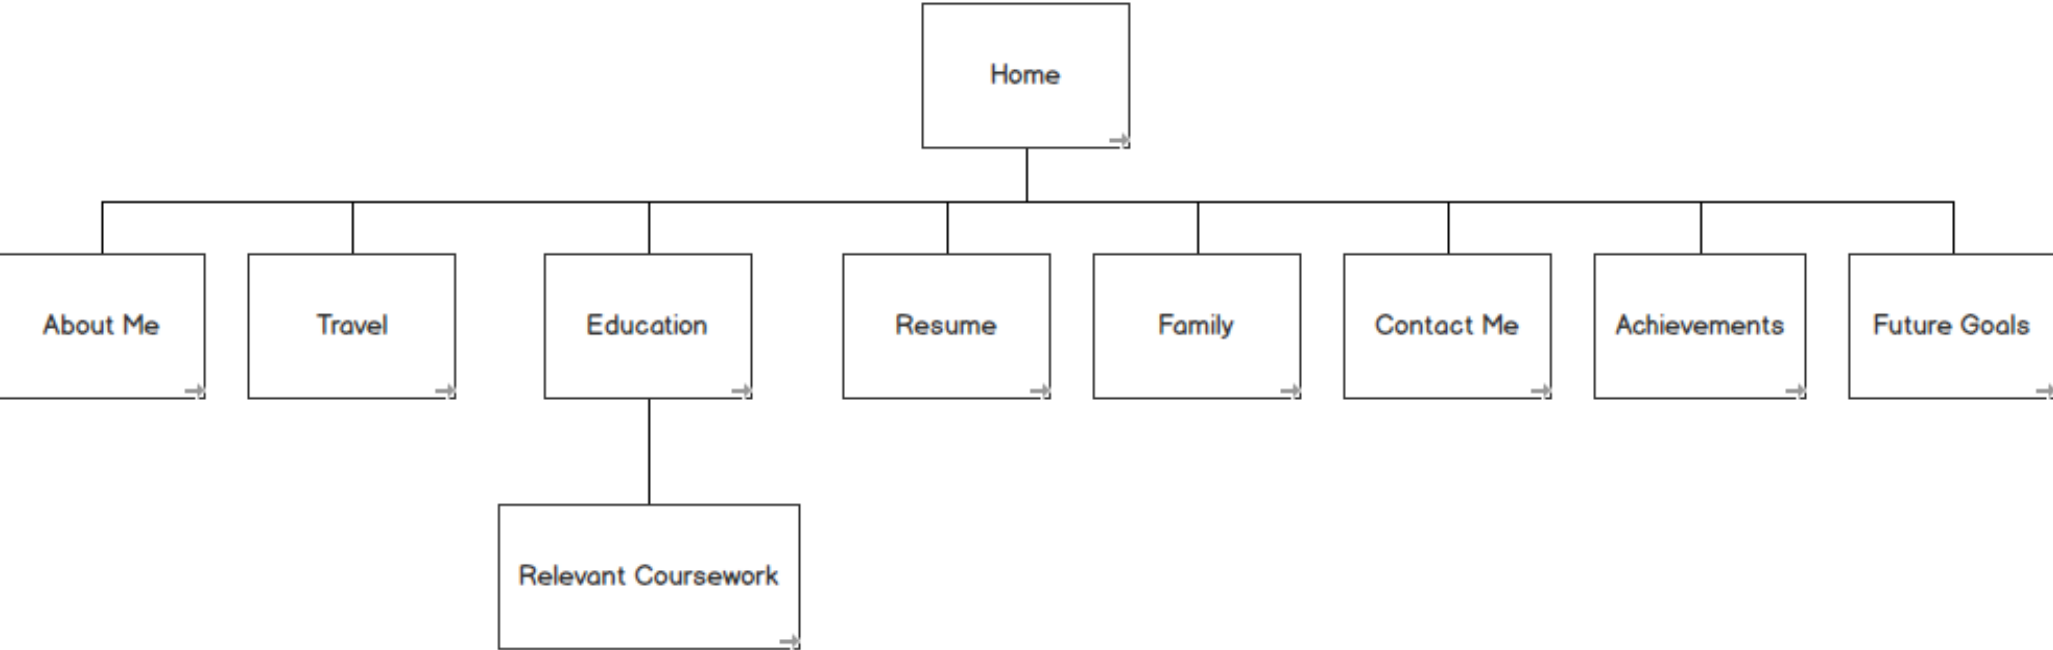 Home
About Me
Travel
Education
Resume
Family
Contact Me
Achievements
Future Goals
Relevant Coursework